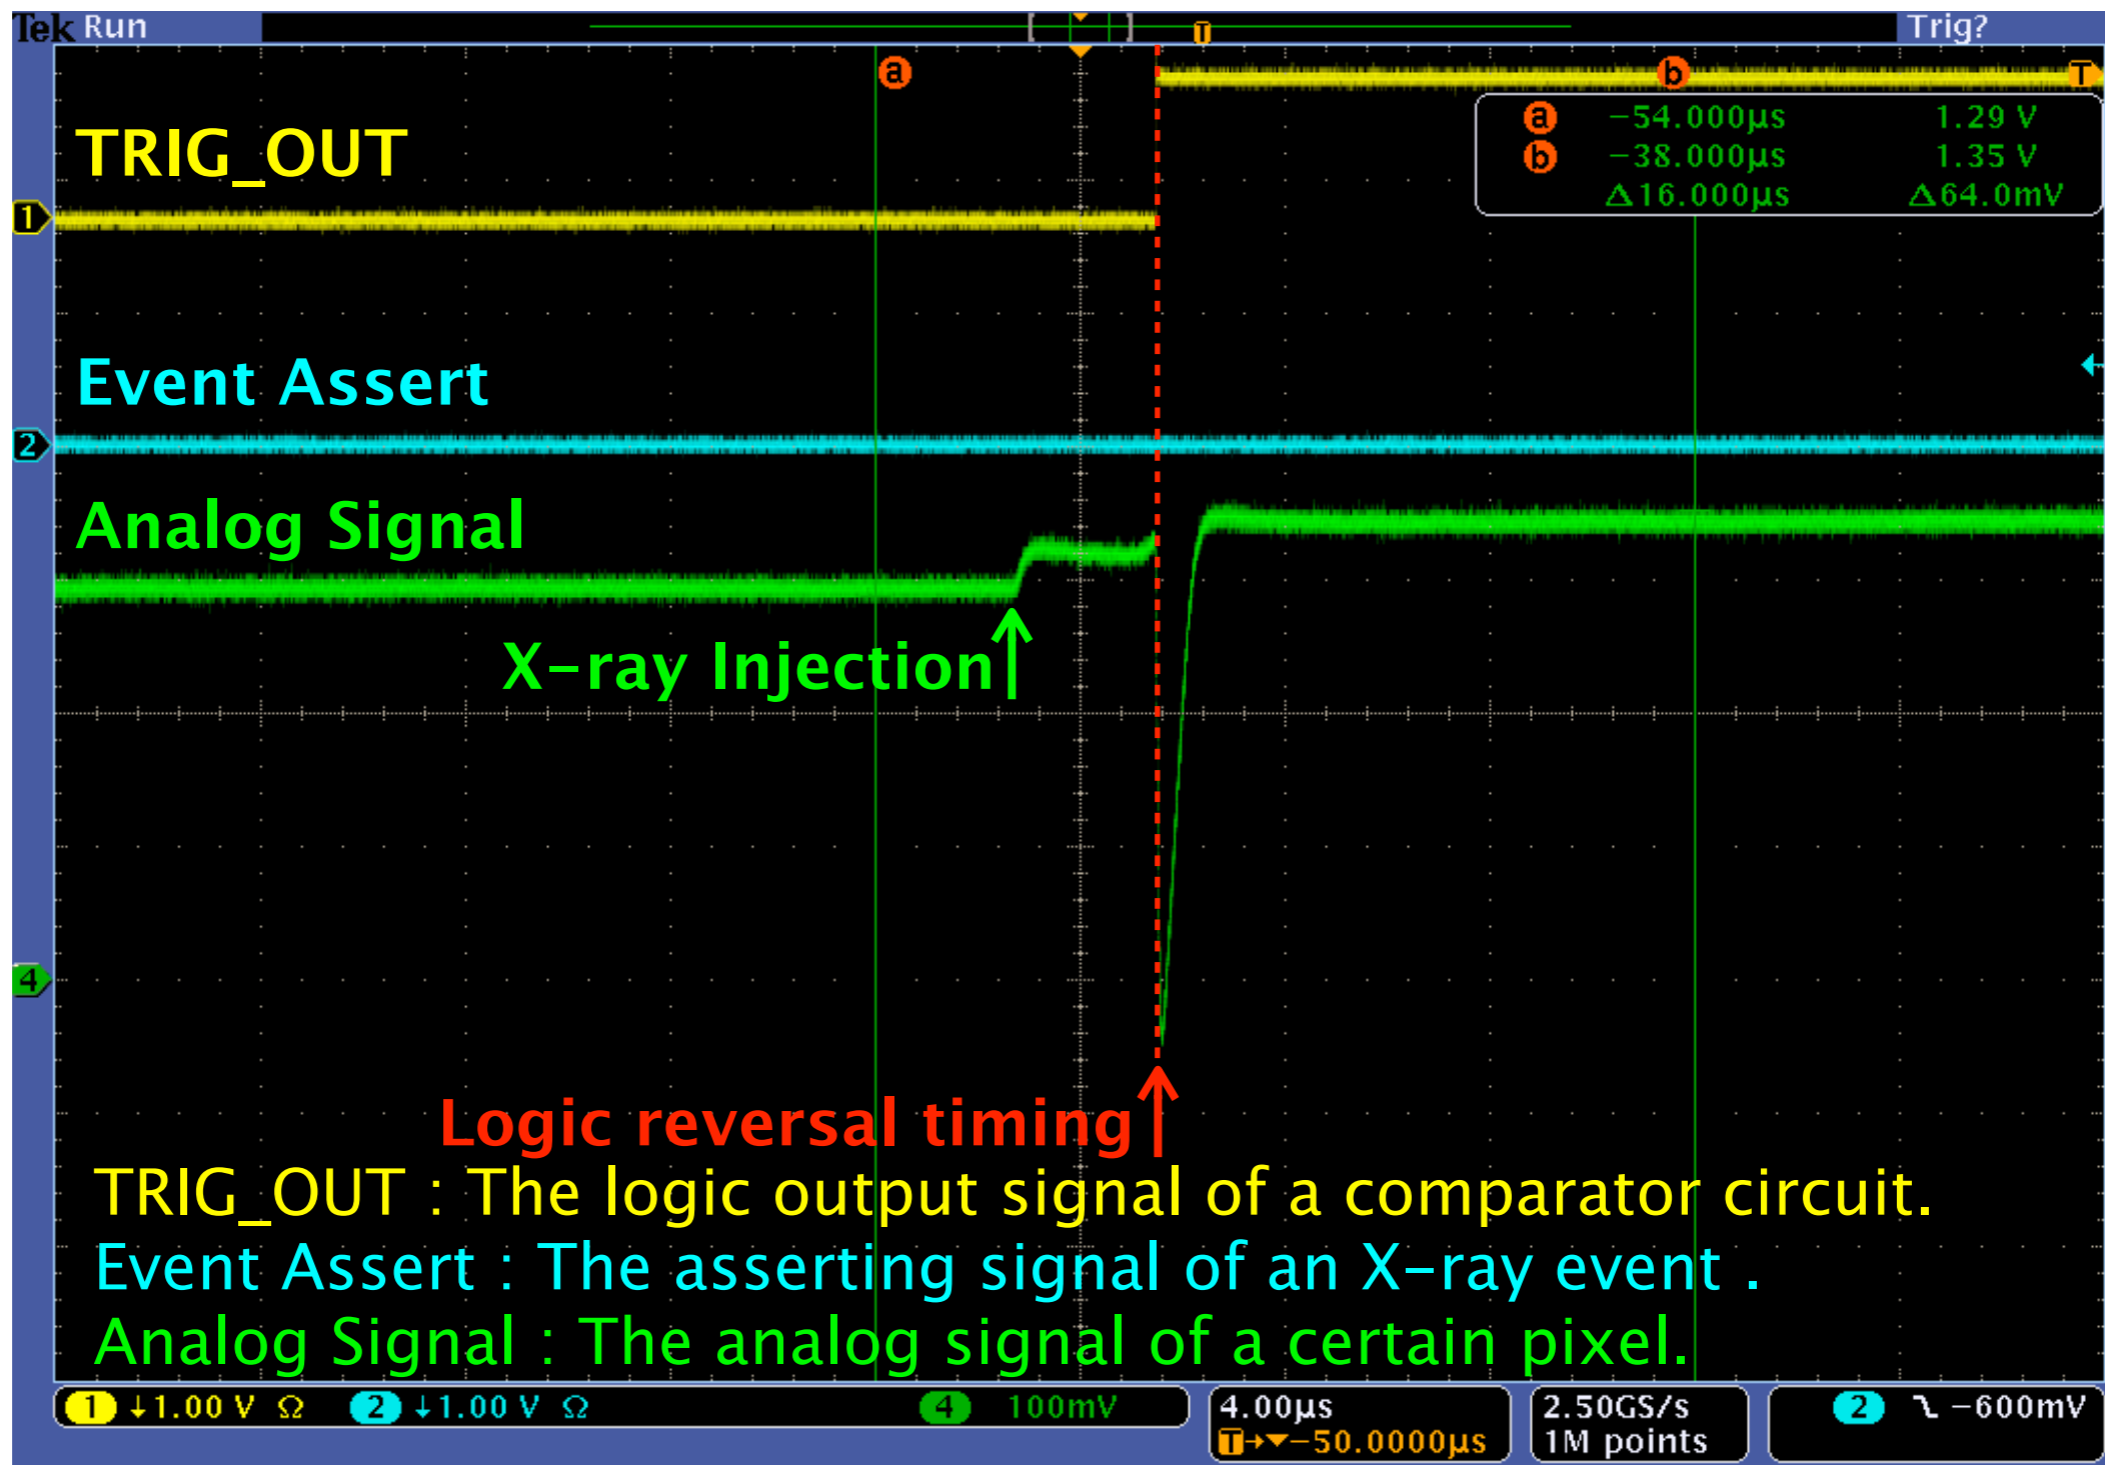 Tek Run
Trig?
T
a
b
T
a -54.000µs 1.29 V
b -38.000µs 1.35 V
Δ16.000µs Δ64.0mV
TRIG_OUT
1
Event Assert
2
Analog Signal
X-ray Injection
4
Logic reversal timing
TRIG_OUT : The logic output signal of a comparator circuit.
Event Assert : The asserting signal of an X-ray event .
Analog Signal : The analog signal of a certain pixel.
1 ↓1.00 V Ω 2 ↓1.00 V Ω 4 100mV
4.00µs
T→▼-50.0000µs
2.50GS/s
1M points
2 -600mV